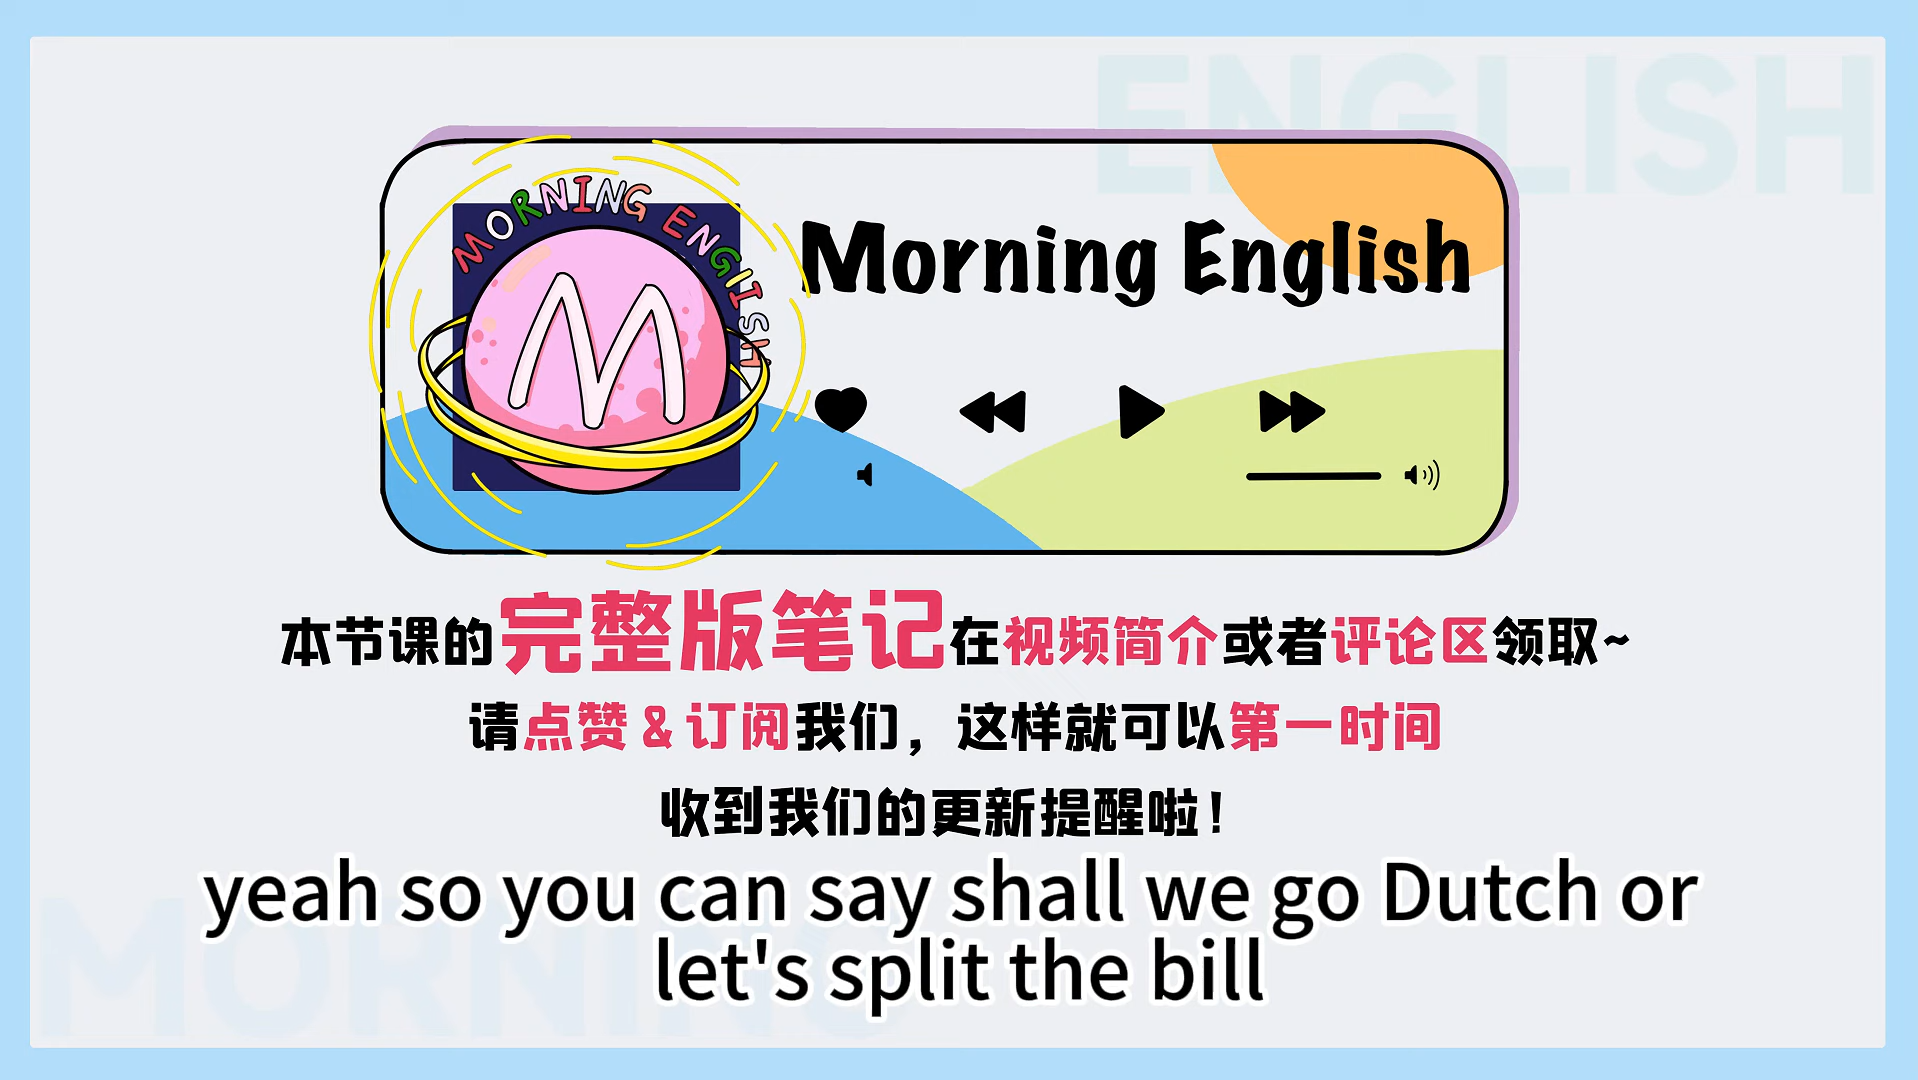 ENGLISH
MORNING ENGLISH
M
Morning English
本节课的完整版笔记在视频简介或者评论区领取~
请点赞&订阅我们，这样就可以第一时间
收到我们的更新提醒啦！
yeah so you can say shall we go Dutch or
let's split the bill
MORNING